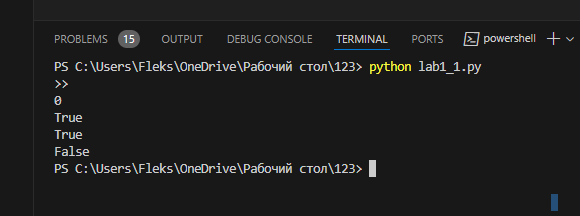 PROBLEMS 15 OUTPUT DEBUG CONSOLE TERMINAL PORTS powershell
PS C:\Users\Fleks\OneDrive\Рабочий стол\123> python lab1_1.py
>>
0
True
True
False
PS C:\Users\Fleks\OneDrive\Рабочий стол\123>